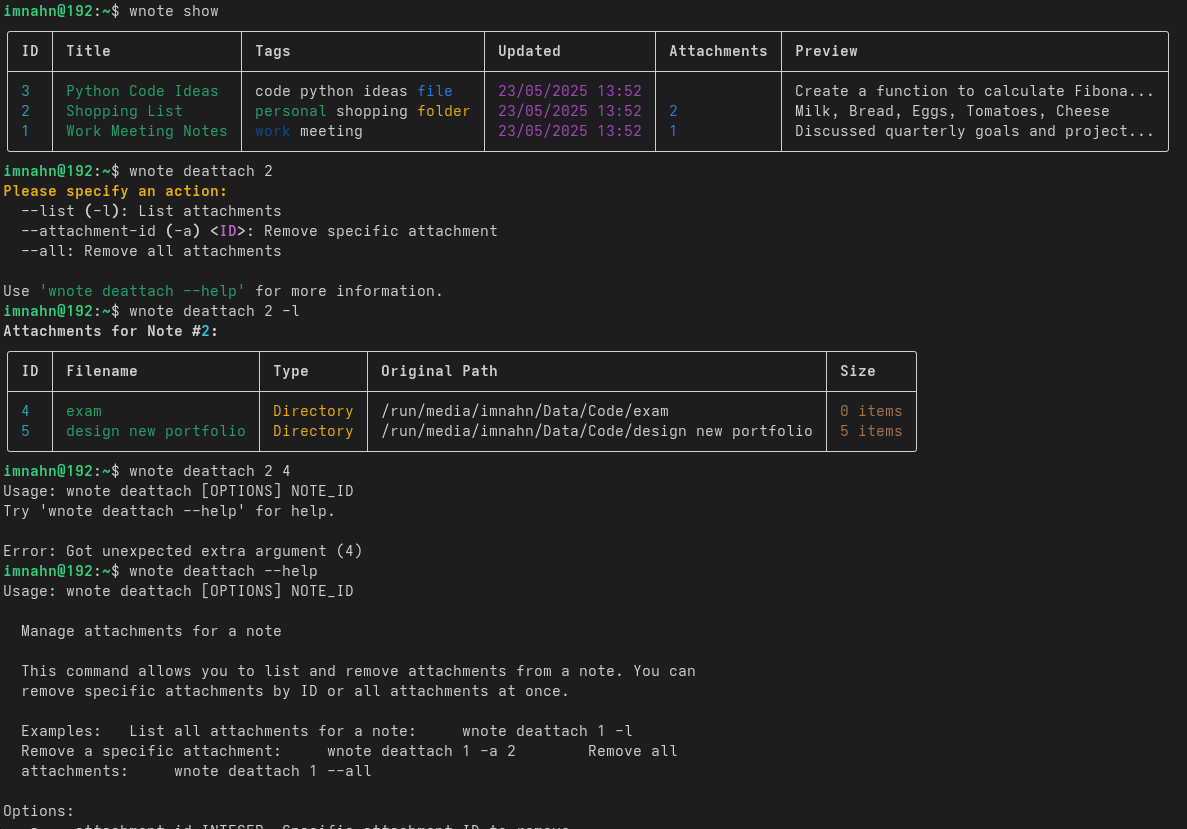 imnahn@192:~$ wnote show
ID Title Tags Updated Attachments Preview
3 Python Code Ideas code python ideas file 23/05/2025 13:52 Create a function to calculate Fibona...
2 Shopping List personal shopping folder 23/05/2025 13:52 2 Milk, Bread, Eggs, Tomatoes, Cheese
1 Work Meeting Notes work meeting 23/05/2025 13:52 1 Discussed quarterly goals and project...
imnahn@192:~$ wnote deattach 2
Please specify an action:
--list (-l): List attachments
--attachment-id (-a) <ID>: Remove specific attachment
--all: Remove all attachments
Use 'wnote deattach --help' for more information.
imnahn@192:~$ wnote deattach 2 -l
Attachments for Note #2:
ID Filename Type Original Path Size
4 exam Directory /run/media/imnahn/Data/Code/exam 0 items
5 design new portfolio Directory /run/media/imnahn/Data/Code/design new portfolio 5 items
imnahn@192:~$ wnote deattach 2 4
Usage: wnote deattach [OPTIONS] NOTE_ID
Try 'wnote deattach --help' for help.
Error: Got unexpected extra argument (4)
imnahn@192:~$ wnote deattach --help
Usage: wnote deattach [OPTIONS] NOTE_ID
Manage attachments for a note
This command allows you to list and remove attachments from a note. You can
remove specific attachments by ID or all attachments at once.
Examples: List all attachments for a note: wnote deattach 1 -l
Remove a specific attachment: wnote deattach 1 -a 2 Remove all
attachments: wnote deattach 1 --all
Options:
-a, --attachment-id INTEGER Specific attachment ID to remove